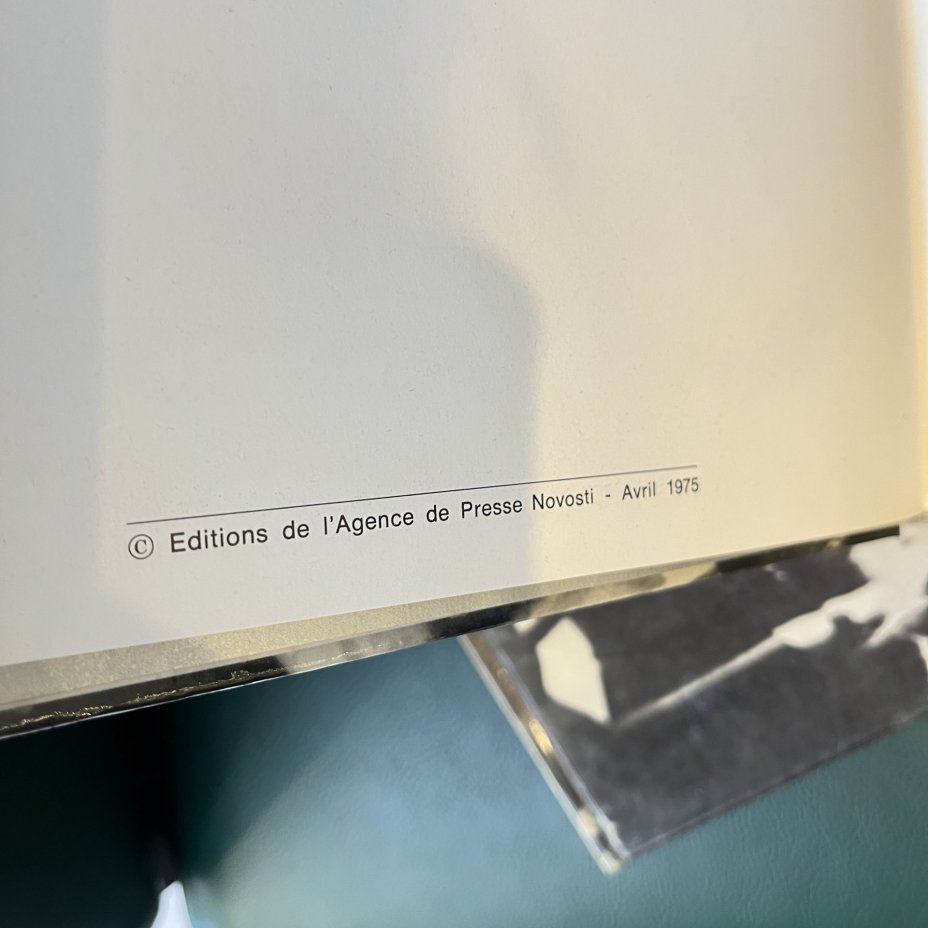 © Editions de l'Agence de Presse Novosti - Avril 1975